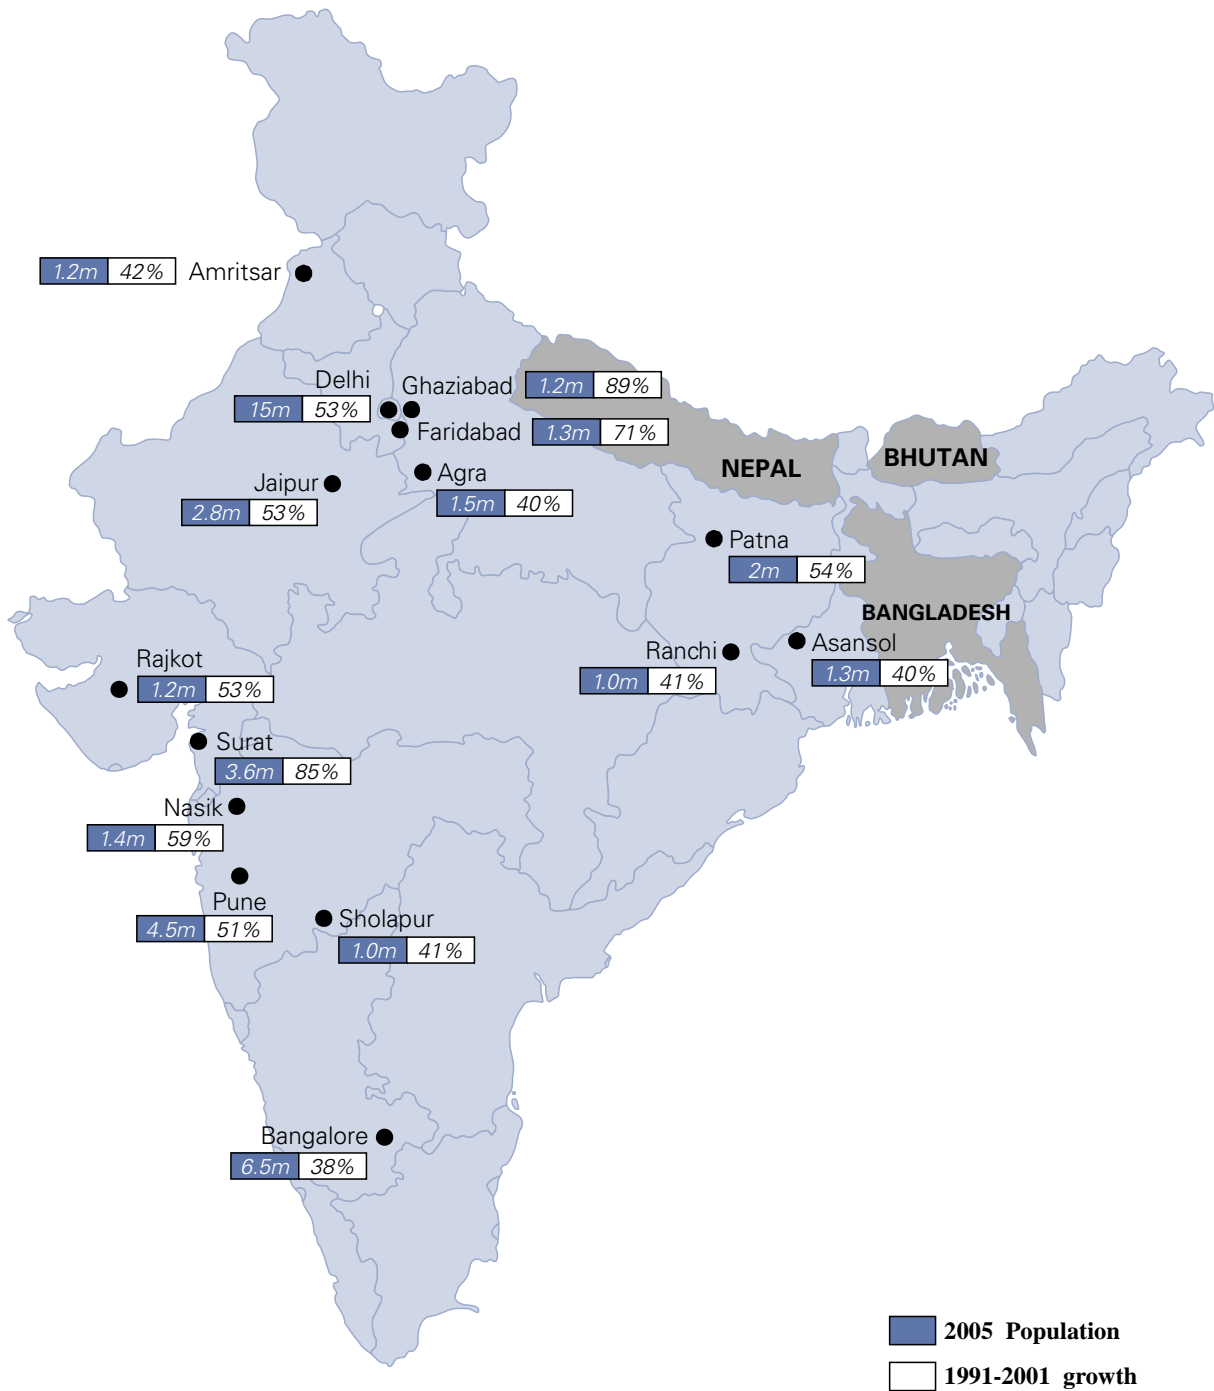 1.2m 42% Amritsar
Delhi
15m 53%
Ghaziabad 1.2m 89%
Faridabad 1.3m 71%
NEPAL
BHUTAN
Jaipur
2.8m 53%
Agra
1.5m 40%
Patna
2m 54%
BANGLADESH
Rajkot
1.2m 53%
Ranchi
1.0m 41%
Asansol
1.3m 40%
Surat
3.6m 85%
Nasik
1.4m 59%
Pune
4.5m 51%
Sholapur
1.0m 41%
Bangalore
6.5m 38%
2005 Population
1991-2001 growth